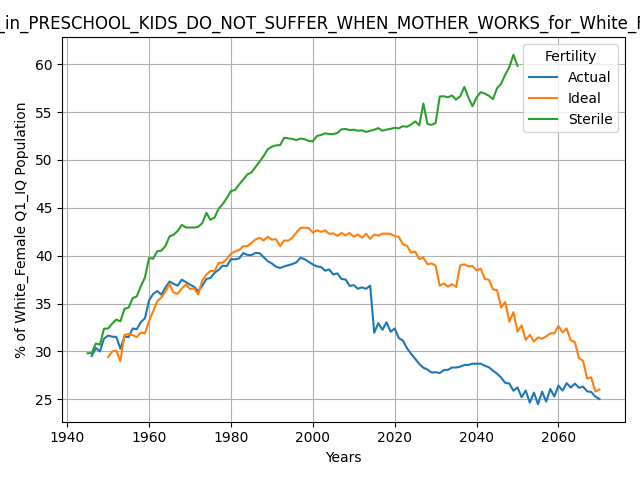 _in_PRESCHOOL_KIDS_DO_NOT_SUFFER_WHEN_MOTHER_WORKS_for_White_
% of White_Female Q1_IQ Population
60
55
50
45
40
35
30
25
Fertility
Actual
Ideal
Sterile
1940 1960 1980 2000 2020 2040 2060
Years